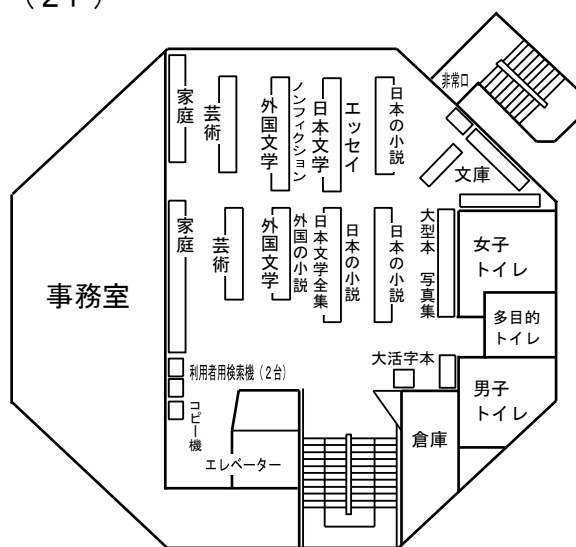 （２Ｆ）
非常口
家庭
芸術
外国文学
ノンフィクション
日本文学
エッセイ
日本の小説
文庫
家庭
芸術
外国文学
外国の小説
日本文学全集
日本の小説
日本の小説
大型本 写真集
女子
トイレ
事務室
多目的
トイレ
利用者用検索機（２台）
大活字本
コピー機
男子
トイレ
倉庫
エレベーター